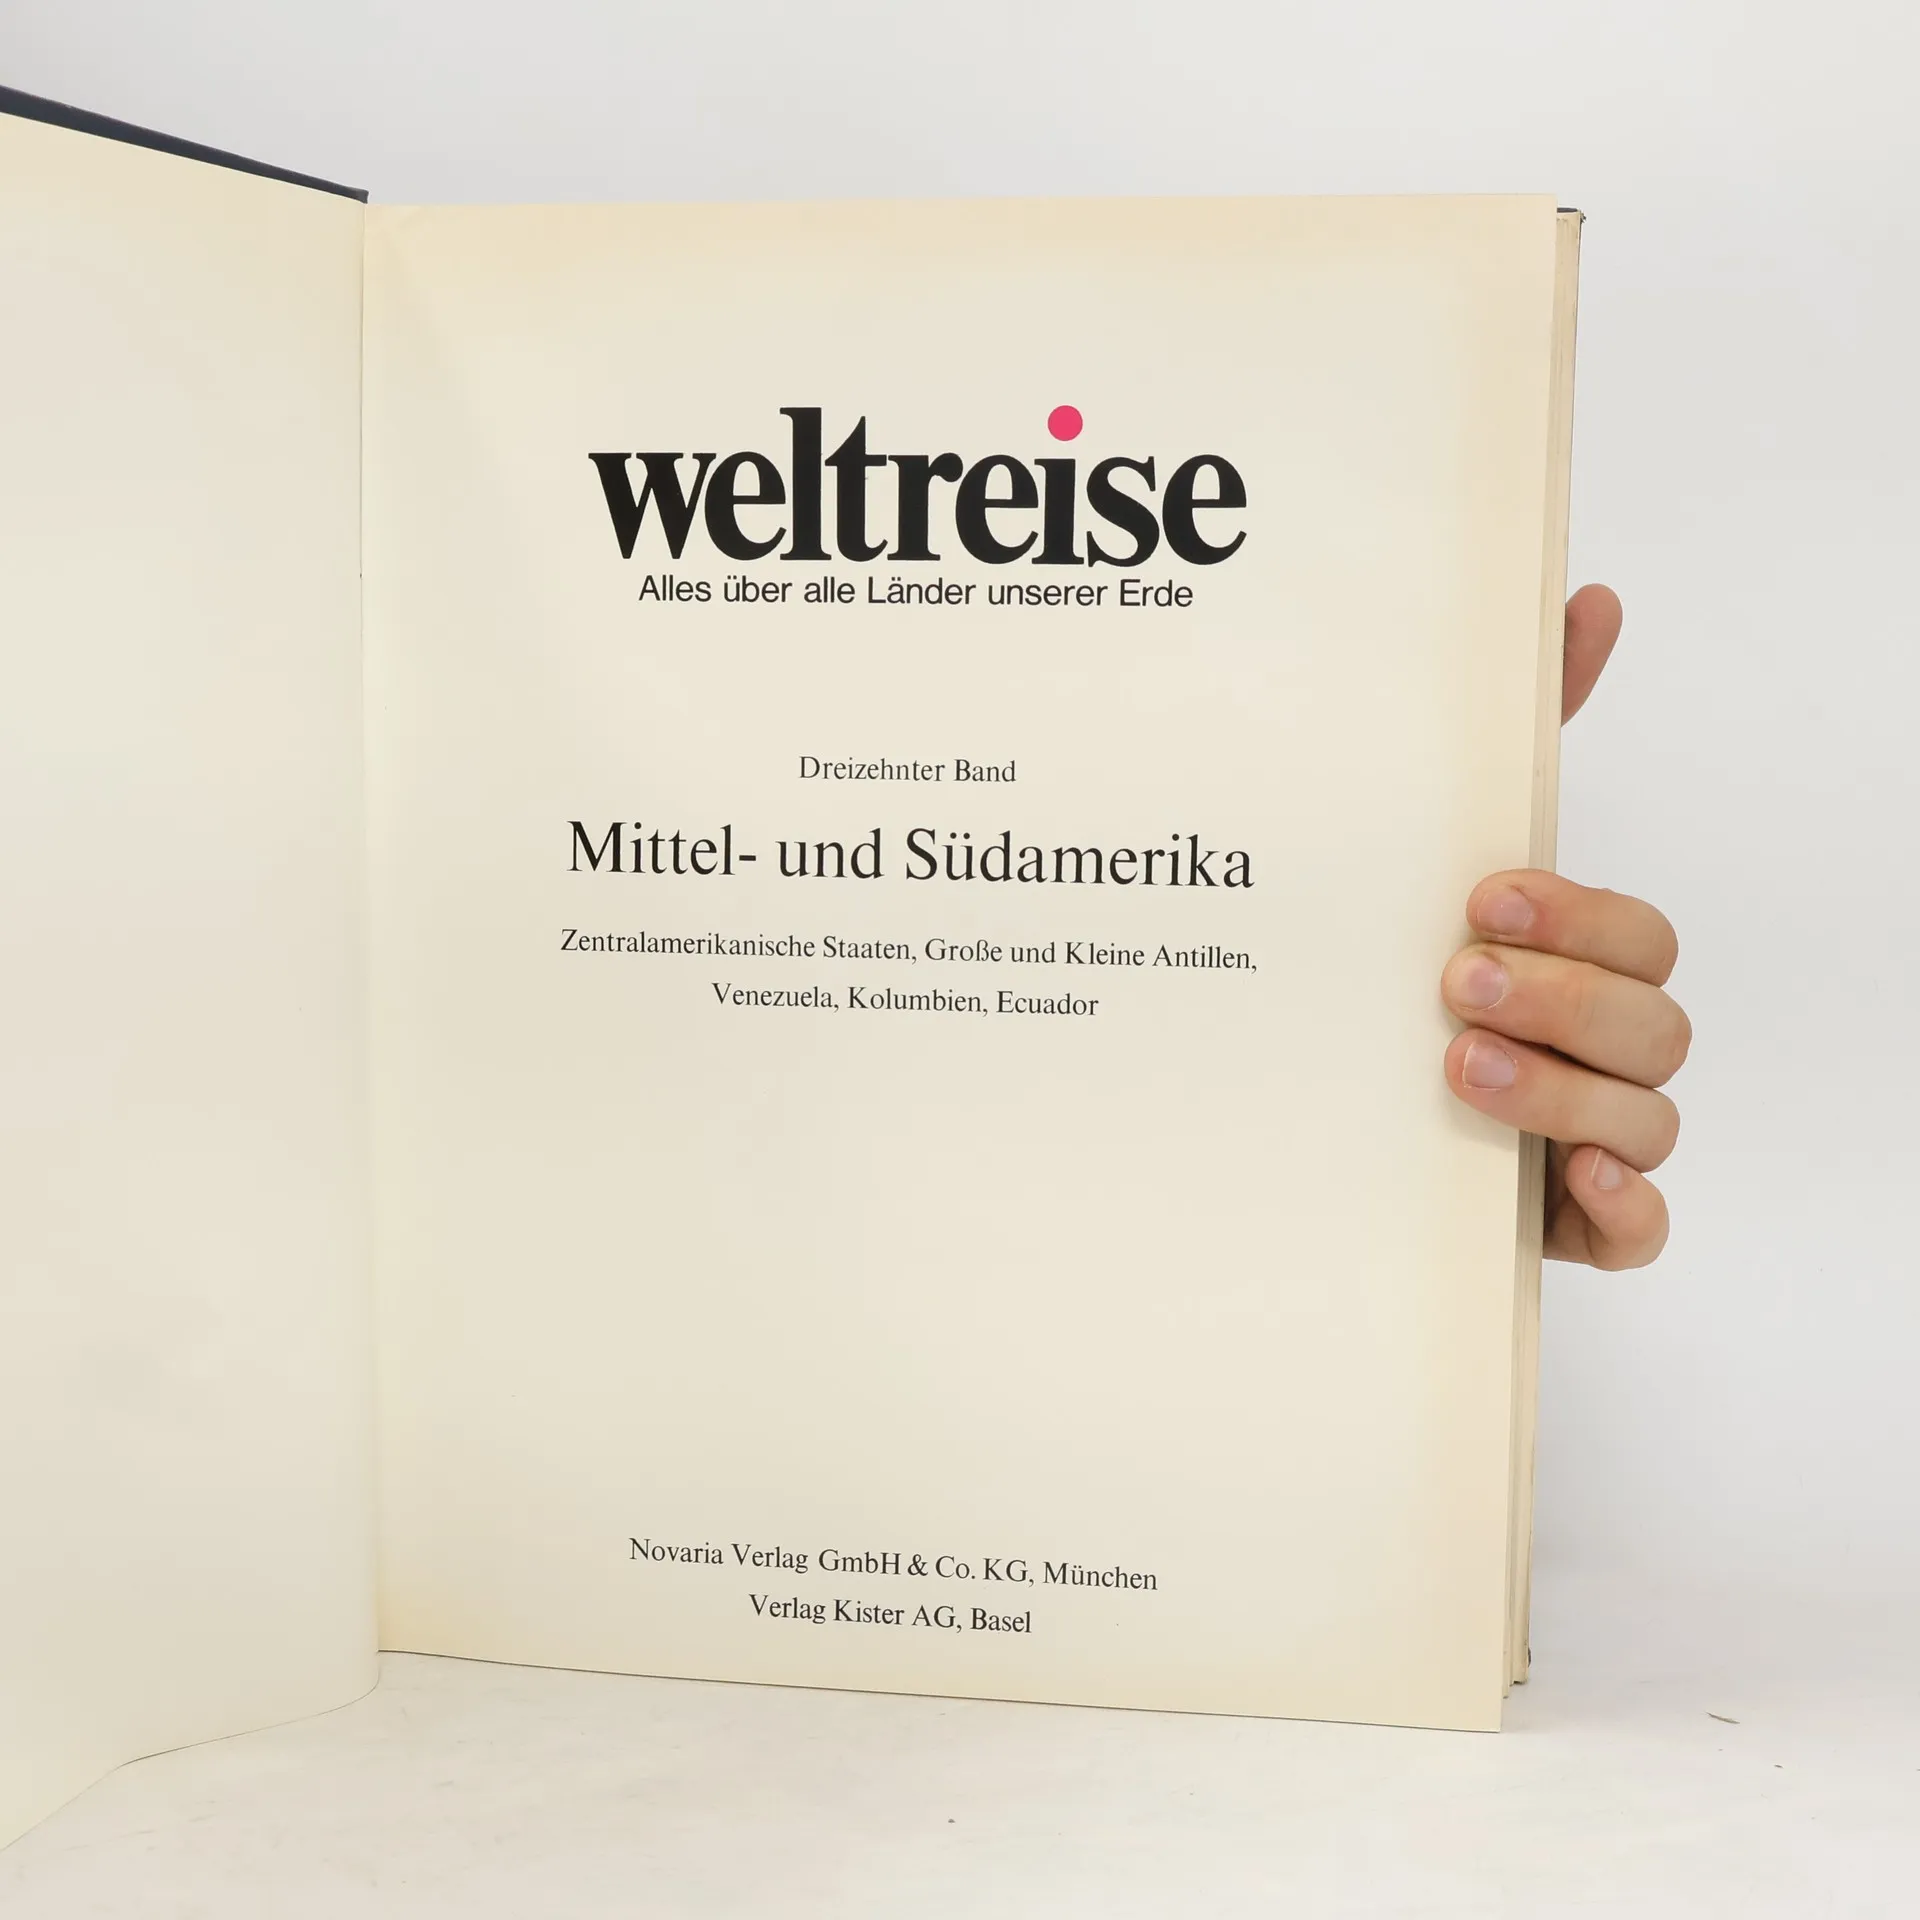 weltreise
Alles über alle Länder unserer Erde
Dreizehnter Band
Mittel- und Südamerika
Zentralamerikanische Staaten, Große und Kleine Antillen,
Venezuela, Kolumbien, Ecuador
Novaria Verlag GmbH & Co. KG, München
Verlag Kister AG, Basel